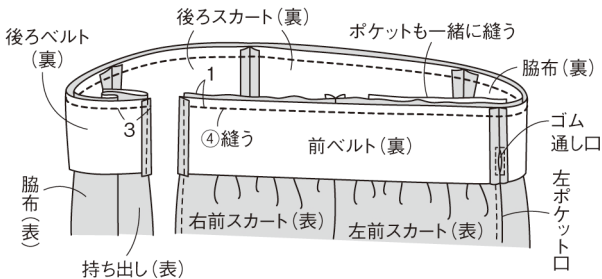 後ろベルト
(裏)
後ろスカート(裏)
ポケットも一緒に縫う
脇布(裏)
1
3
④縫う
前ベルト(裏)
ゴム
通し口
左ポケット口
脇布(表)
右前スカート(表)
左前スカート(表)
持ち出し(表)